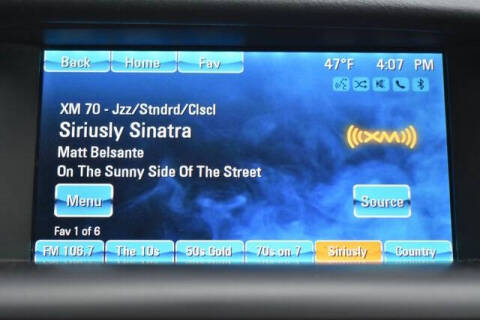 Back Home Fav 47°F 4:07 PM
XM 70 - Jzz/Stndrd/Clscl
Siriusly Sinatra
((XM))
Matt Belsante
On The Sunny Side Of The Street
Menu Source
Fav 1 of 6
FM 106.7 The 10s 50s Gold 70s on 7 Siriusly Country